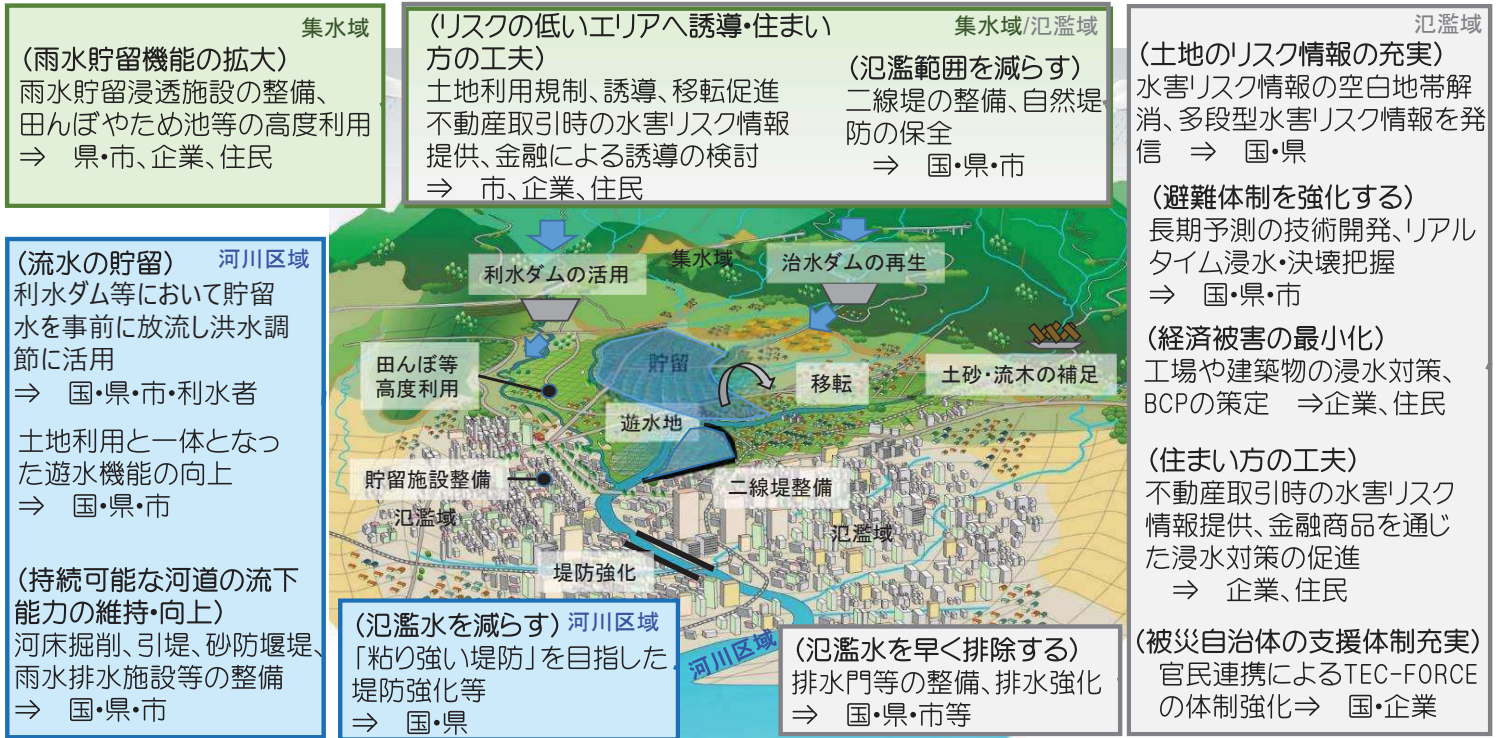 集水域
(雨水貯留機能の拡大)
雨水貯留浸透施設の整備、
田んぼやため池等の高度利用
⇒ 県・市、企業、住民
集水域/氾濫域
(リスクの低いエリアへ誘導・住まい
方の工夫)
土地利用規制、誘導、移転促進
不動産取引時の水害リスク情報
提供、金融による誘導の検討
⇒ 市、企業、住民
(氾濫範囲を減らす)
二線堤の整備、自然堤
防の保全
⇒ 国・県・市
氾濫域
(土地のリスク情報の充実)
水害リスク情報の空白地帯解
消、多段型水害リスク情報を発
信 ⇒ 国・県
(避難体制を強化する)
長期予測の技術開発、リアル
タイム浸水・決壊把握
⇒ 国・県・市
(経済被害の最小化)
工場や建築物の浸水対策、
BCPの策定 ⇒企業、住民
(住まい方の工夫)
不動産取引時の水害リスク
情報提供、金融商品を通じ
た浸水対策の促進
⇒ 企業、住民
(被災自治体の支援体制充実)
官民連携によるTEC-FORCE
の体制強化⇒ 国・企業
(流水の貯留) 河川区域
利水ダム等において貯留
水を事前に放流し洪水調
節に活用
⇒ 国・県・市・利水者
土地利用と一体となっ
た遊水機能の向上
⇒ 国・県・市
(持続可能な河道の流下
能力の維持・向上)
河床掘削、引堤、砂防堰堤、
雨水排水施設等の整備
⇒ 国・県・市
利水ダムの活用
集水域
治水ダムの再生
田んぼ等
高度利用
貯留
移転
土砂・流木の補足
遊水地
貯留施設整備
二線堤整備
氾濫域
氾濫域
堤防強化
河川区域
(氾濫水を減らす) 河川区域
「粘り強い堤防」を目指した
堤防強化等
⇒ 国・県
(氾濫水を早く排除する)
排水門等の整備、排水強化
⇒ 国・県・市等